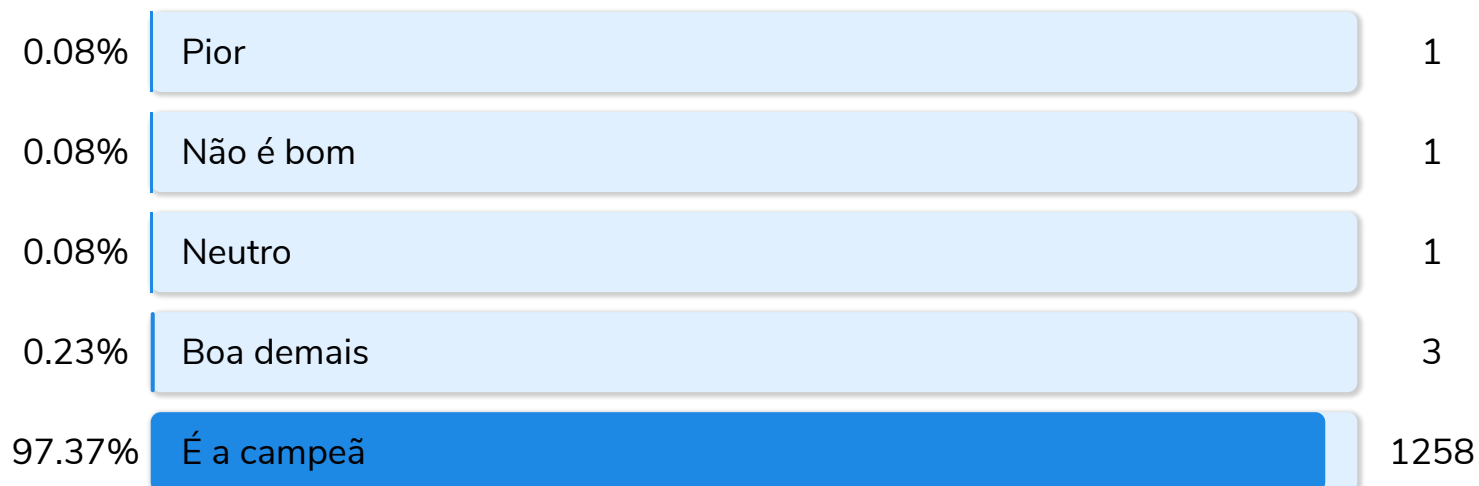 0.08% Pior 1
0.08% Não é bom 1
0.08% Neutro 1
0.23% Boa demais 3
97.37% É a campeã 1258